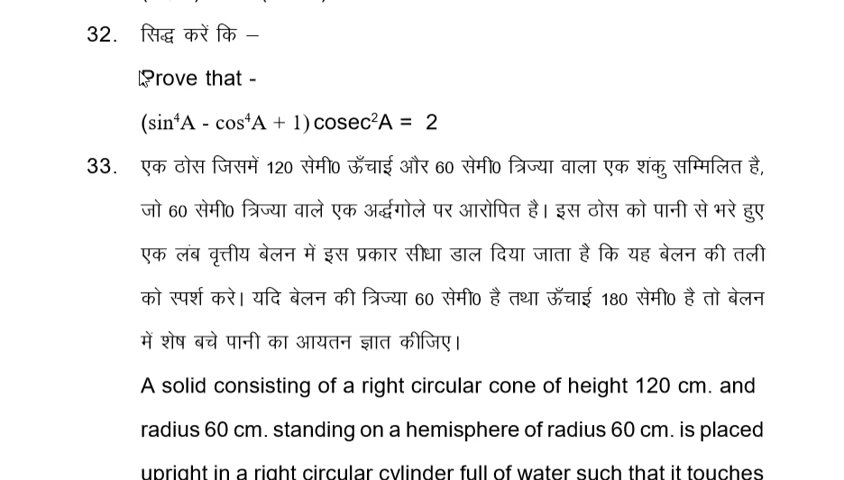 32. सिद्ध करें कि –
Prove that -
(sin⁴A - cos⁴A + 1) cosec²A = 2
33. एक ठोस जिसमें 120 सेमी0 ऊँचाई और 60 सेमी0 त्रिज्या वाला एक शंकु सम्मिलित है,
जो 60 सेमी0 त्रिज्या वाले एक अर्द्धगोले पर आरोपित है। इस ठोस को पानी से भरे हुए
एक लंब वृत्तीय बेलन में इस प्रकार सीधा डाल दिया जाता है कि यह बेलन की तली
को स्पर्श करे। यदि बेलन की त्रिज्या 60 सेमी0 है तथा ऊँचाई 180 सेमी0 है तो बेलन
में शेष बचे पानी का आयतन ज्ञात कीजिए।
A solid consisting of a right circular cone of height 120 cm. and
radius 60 cm. standing on a hemisphere of radius 60 cm. is placed
upright in a right circular cylinder full of water such that it touches